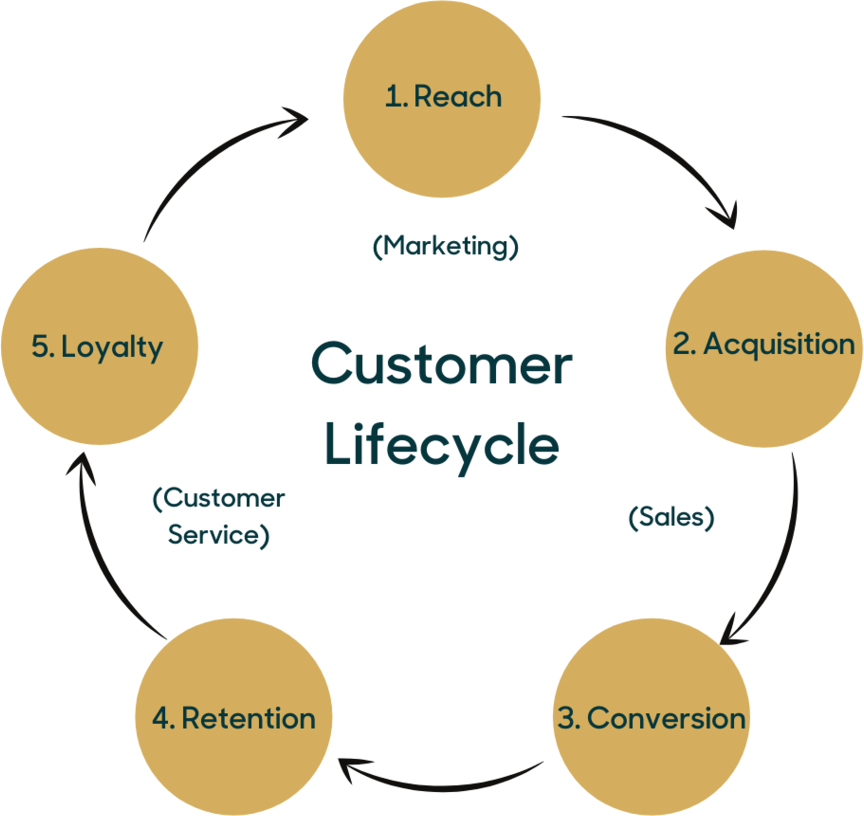 1. Reach
(Marketing)
2. Acquisition
(Sales)
3. Conversion
4. Retention
(Customer
Service)
5. Loyalty
Customer
Lifecycle